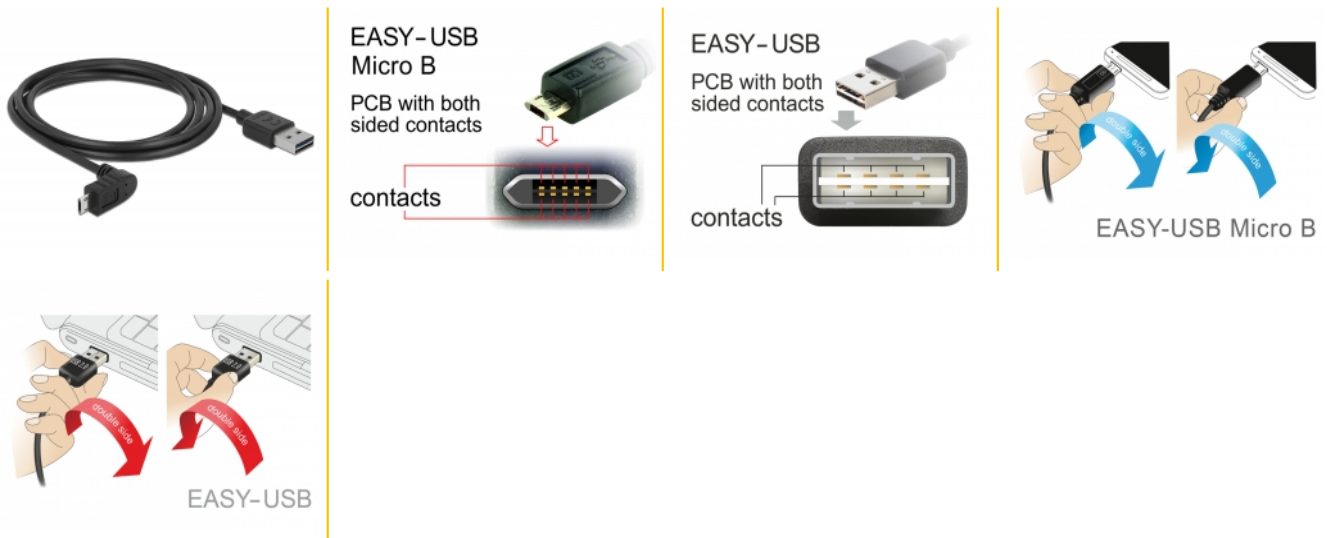 EASY-USB
Micro B
PCB with both
sided contacts
contacts
EASY-USB
PCB with both
sided contacts
contacts
double side
double side
EASY-USB Micro B
double side
double side
EASY-USB